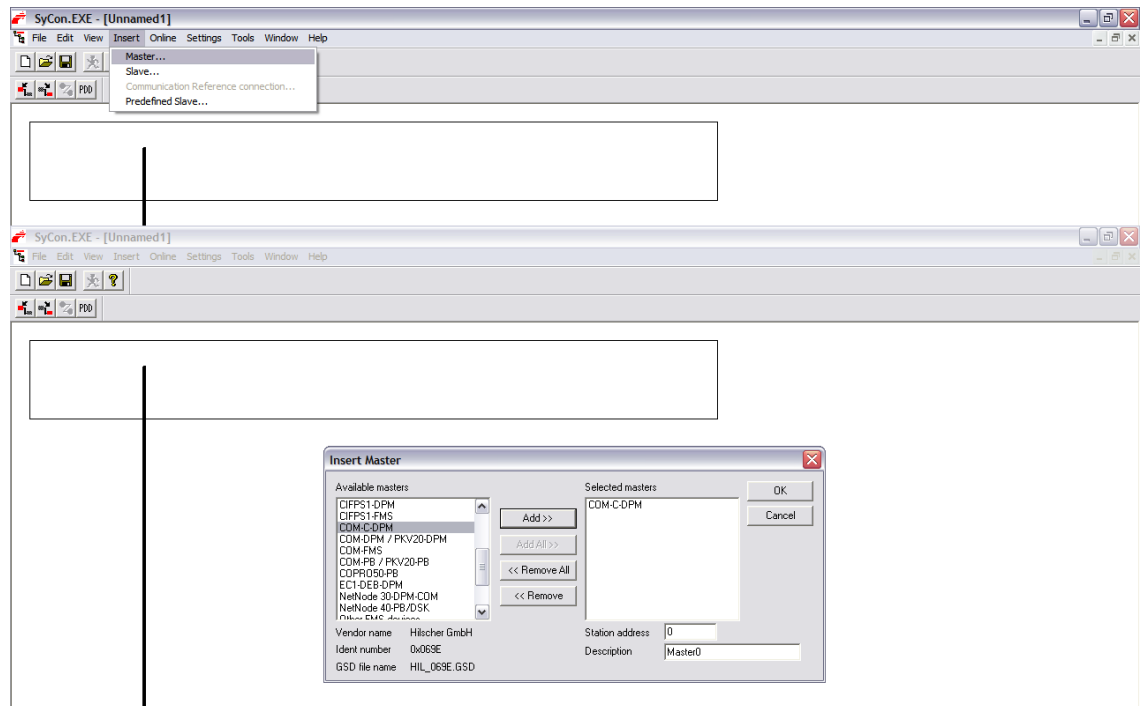 SyCon.EXE - [Unnamed1]
File Edit View Insert Online Settings Tools Window Help
Master...
Slave...
Communication Reference connection...
Predefined Slave...
PDD
SyCon.EXE - [Unnamed1]
File Edit View Insert Online Settings Tools Window Help
PDD
Insert Master
Available masters
CIFPS1-DPM
CIFPS1-FMS
COM-C-DPM
COM-DPM / PKV20-DPM
COM-FMS
COM-PB / PKV20-PB
COPRO50-PB
EC1-DEB-DPM
NetNode 30-DPM-COM
NetNode 40-PB/DSK
Other FMS devices
Add >>
Add All >>
<< Remove All
<< Remove
Selected masters
COM-C-DPM
OK
Cancel
Vendor name Hilscher GmbH
Ident number 0x069E
GSD file name HIL_069E.GSD
Station address 0
Description Master0